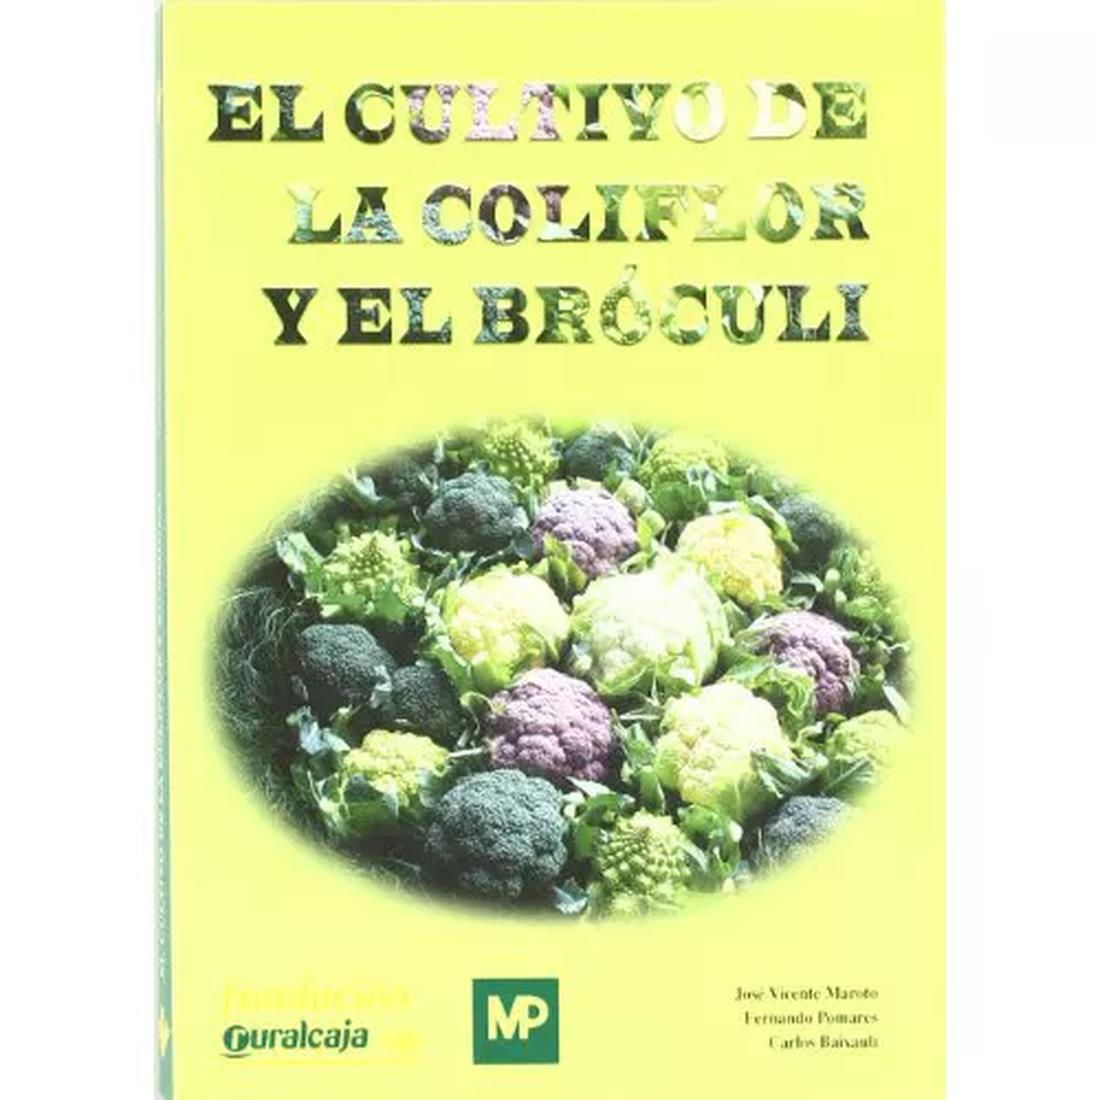 EL CULTIVO DE
LA COLIFLOR
Y EL BRÓCULI
fundación
ruralcaja
MP
José Vicente Maroto
Fernando Pomares
Carlos Baixauli